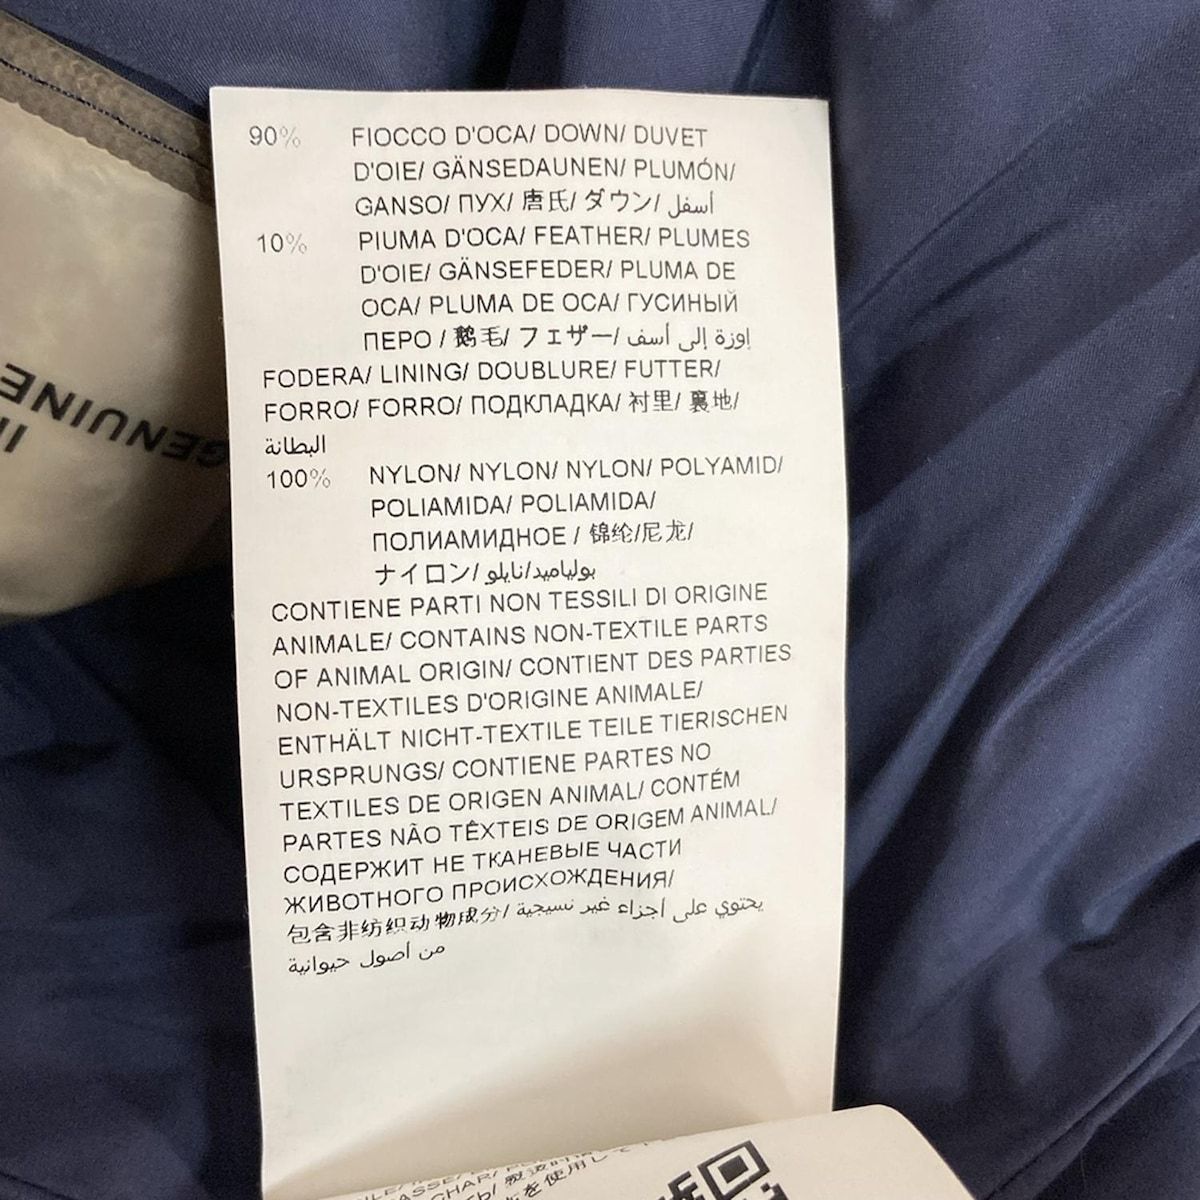 90% FIOCCO D'OCA/ DOWN/ DUVET
D'OIE/ GÄNSEDAUNEN/ PLUMÓN/
GANSO/ ПУХ/ 唐氏/ ダウン/ أسفل
10% PIUMA D'OCA/ FEATHER/ PLUMES
D'OIE/ GÄNSEFEDER/ PLUMA DE
OCA/ PLUMA DE OCA/ ГУСИНЫЙ
ПЕРО / 鹅毛/ フェザー/ إوزة إلى أسف
FODERA/ LINING/ DOUBLURE/ FUTTER/
FORRO/ FORRO/ ПОДКЛАДКА/ 衬里/ 裏地/
البطانة
100% NYLON/ NYLON/ NYLON/ POLYAMID/
POLIAMIDA/ POLIAMIDA/
ПОЛИАМИДНОЕ / 锦纶/尼龙/
ナイロン/ بولياميد/نايلو
CONTIENE PARTI NON TESSILI DI ORIGINE
ANIMALE/ CONTAINS NON-TEXTILE PARTS
OF ANIMAL ORIGIN/ CONTIENT DES PARTIES
NON-TEXTILES D'ORIGINE ANIMALE/
ENTHÄLT NICHT-TEXTILE TEILE TIERISCHEN
URSPRUNGS/ CONTIENE PARTES NO
TEXTILES DE ORIGEN ANIMAL/ CONTÉM
PARTES NÃO TÊXTEIS DE ORIGEM ANIMAL/
СОДЕРЖИТ НЕ ТКАНЕВЫЕ ЧАСТИ
ЖИВОТНОГО ПРОИСХОЖДЕНИЯ/
包含非纺织动物成分/ يحتوي على أجزاء غير نسيجية
من أصول حيوانية
GENUINE
を使用して